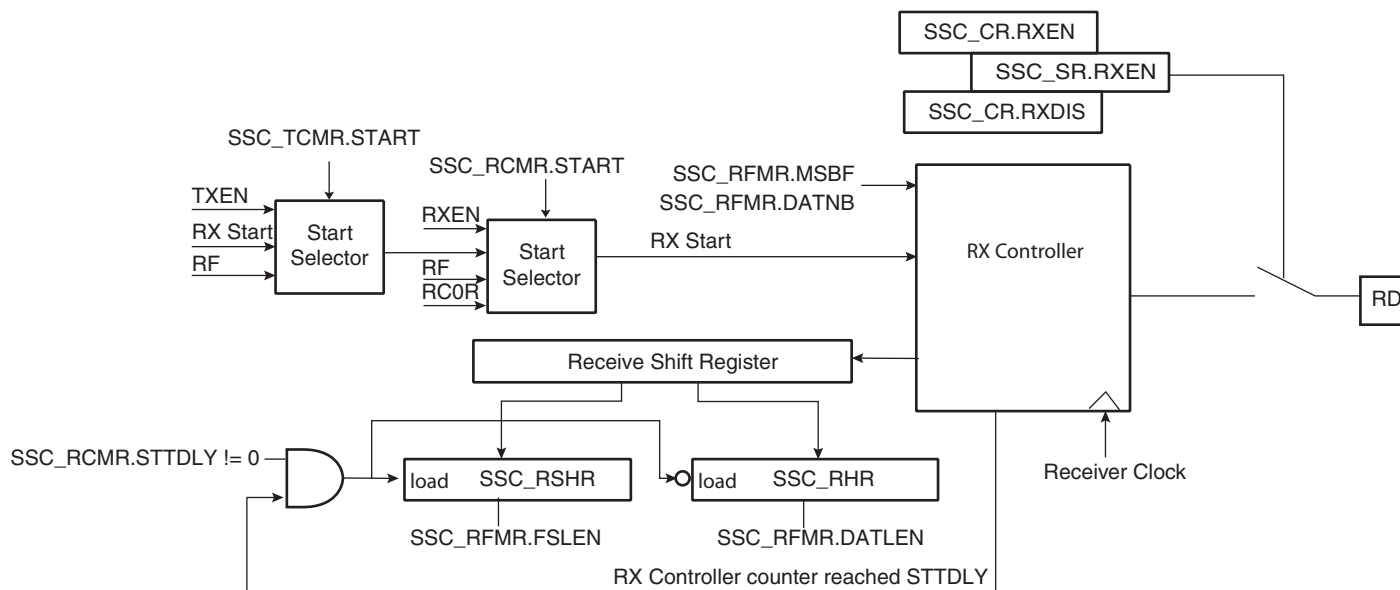 SSC_CR.RXEN
SSC_SR.RXEN
SSC_CR.RXDIS
SSC_TCMR.START
SSC_RCMR.START
SSC_RFMR.MSBF
SSC_RFMR.DATNB
TXEN
RX Start
RF
Start
Selector
RXEN
RF
RC0R
Start
Selector
RX Start
RX Controller
RD
Receive Shift Register
SSC_RCMR.STTDLY != 0
load SSC_RSHR
load SSC_RHR
Receiver Clock
SSC_RFMR.FSLEN
SSC_RFMR.DATLEN
RX Controller counter reached STTDLY